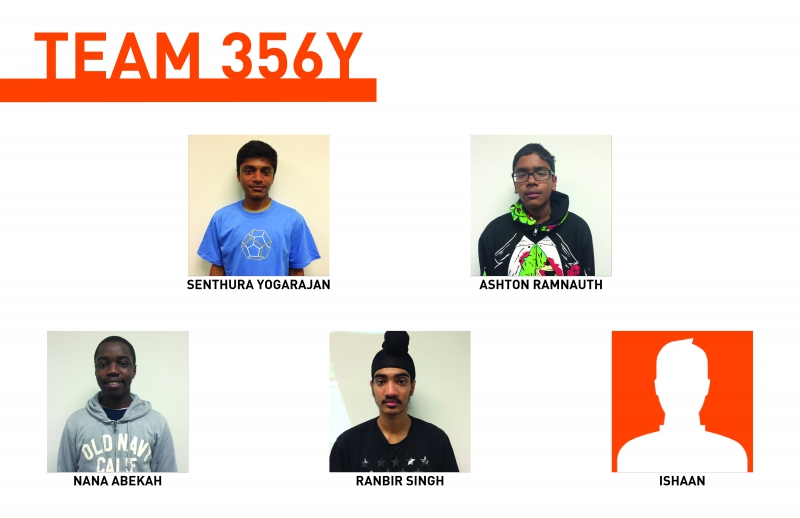 TEAM 356Y
SENTHURA YOGARAJAN
ASHTON RAMNAUTH
OLD NAVY
NANA ABEKAH
RANBIR SINGH
ISHAAN